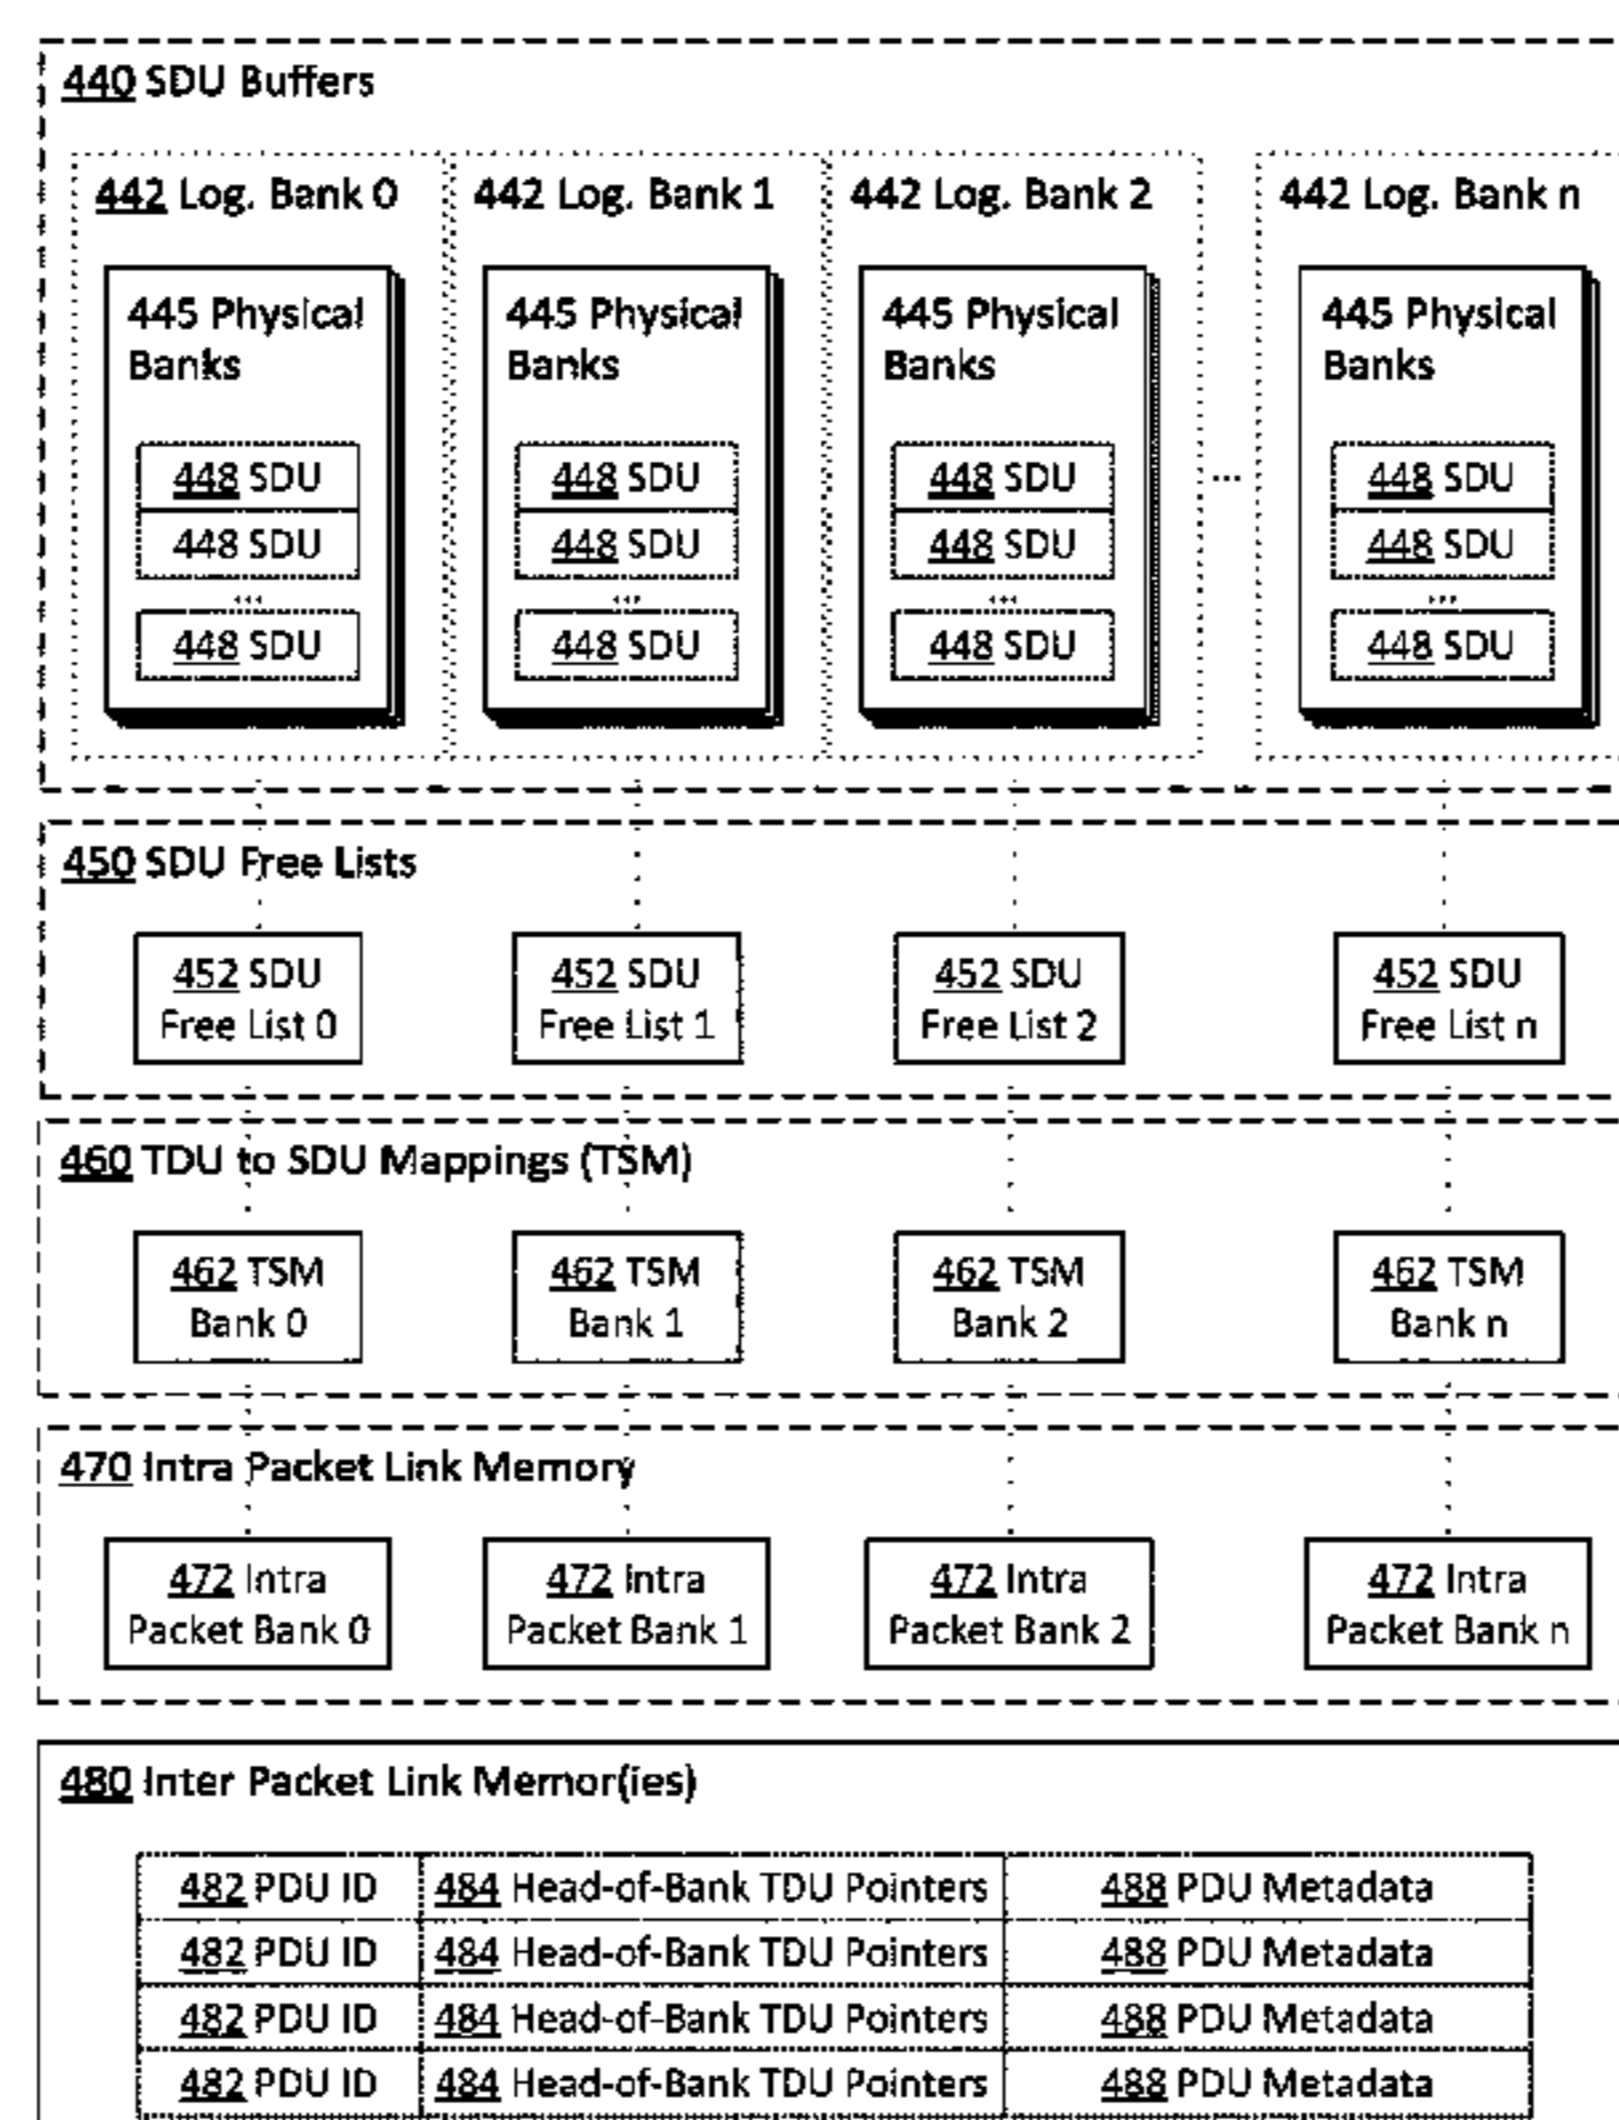 440 SDU Buffers
442 Log. Bank 0 442 Log. Bank 1 442 Log. Bank 2 442 Log. Bank n
445 Physical 445 Physical 445 Physical 445 Physical
Banks Banks Banks Banks
448 SDU 448 SDU 448 SDU ... 448 SDU
448 SDU 448 SDU 448 SDU 448 SDU
... ... ... ...
448 SDU 448 SDU 448 SDU 448 SDU
450 SDU Free Lists
452 SDU 452 SDU 452 SDU 452 SDU
Free List 0 Free List 1 Free List 2 Free List n
460 TDU to SDU Mappings (TSM)
462 TSM 462 TSM 462 TSM 462 TSM
Bank 0 Bank 1 Bank 2 Bank n
470 Intra Packet Link Memory
472 Intra 472 Intra 472 Intra 472 Intra
Packet Bank 0 Packet Bank 1 Packet Bank 2 Packet Bank n
480 Inter Packet Link Memor(ies)
482 PDU ID 484 Head-of-Bank TDU Pointers 488 PDU Metadata
482 PDU ID 484 Head-of-Bank TDU Pointers 488 PDU Metadata
482 PDU ID 484 Head-of-Bank TDU Pointers 488 PDU Metadata
482 PDU ID 484 Head-of-Bank TDU Pointers 488 PDU Metadata